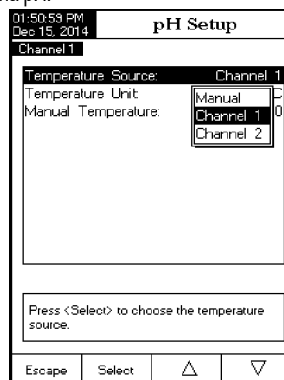 01:50:59 PM
Dec 15, 2014
pH Setup
Channel 1
Temperature Source: Channel 1
Temperature Unit: C
Manual Temperature: 0
Manual
Channel 1
Channel 2
Press <Select> to choose the temperature
source.
Escape Select